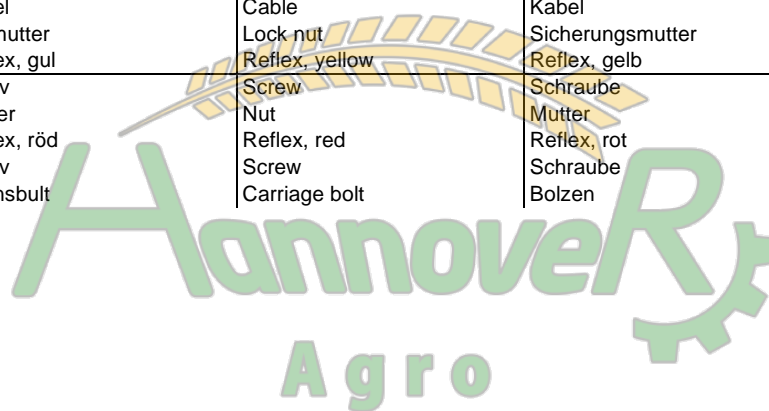 el Cable Kabel
mutter Lock nut Sicherungsmutter
ex, gul Reflex, yellow Reflex, gelb
v Screw Schraube
er Nut Mutter
ex, röd Reflex, red Reflex, rot
v Screw Schraube
nsbult Carriage bolt Bolzen
HannoveR
Agro